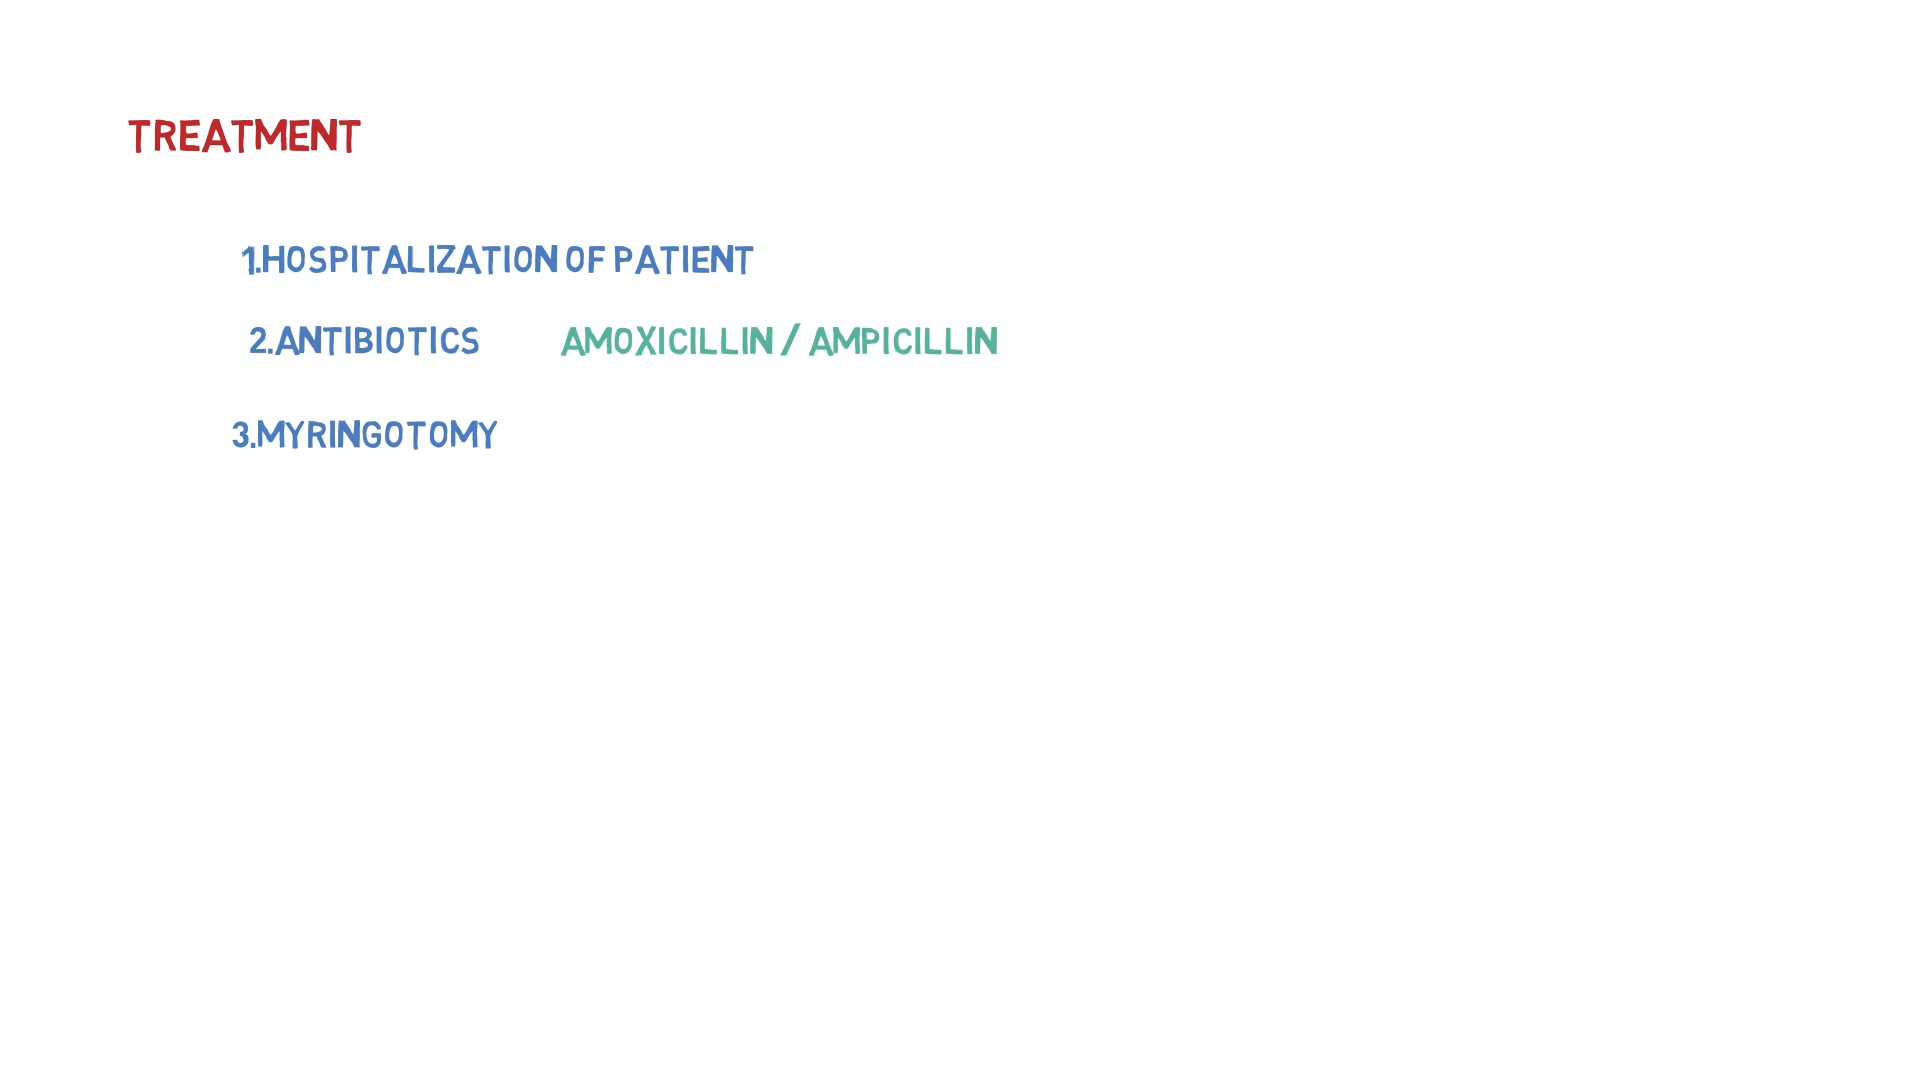 TREATMENT
1.HOSPITALIZATION OF PATIENT
2.ANTIBIOTICS AMOXICILLIN / AMPICILLIN
3.MYRINGOTOMY